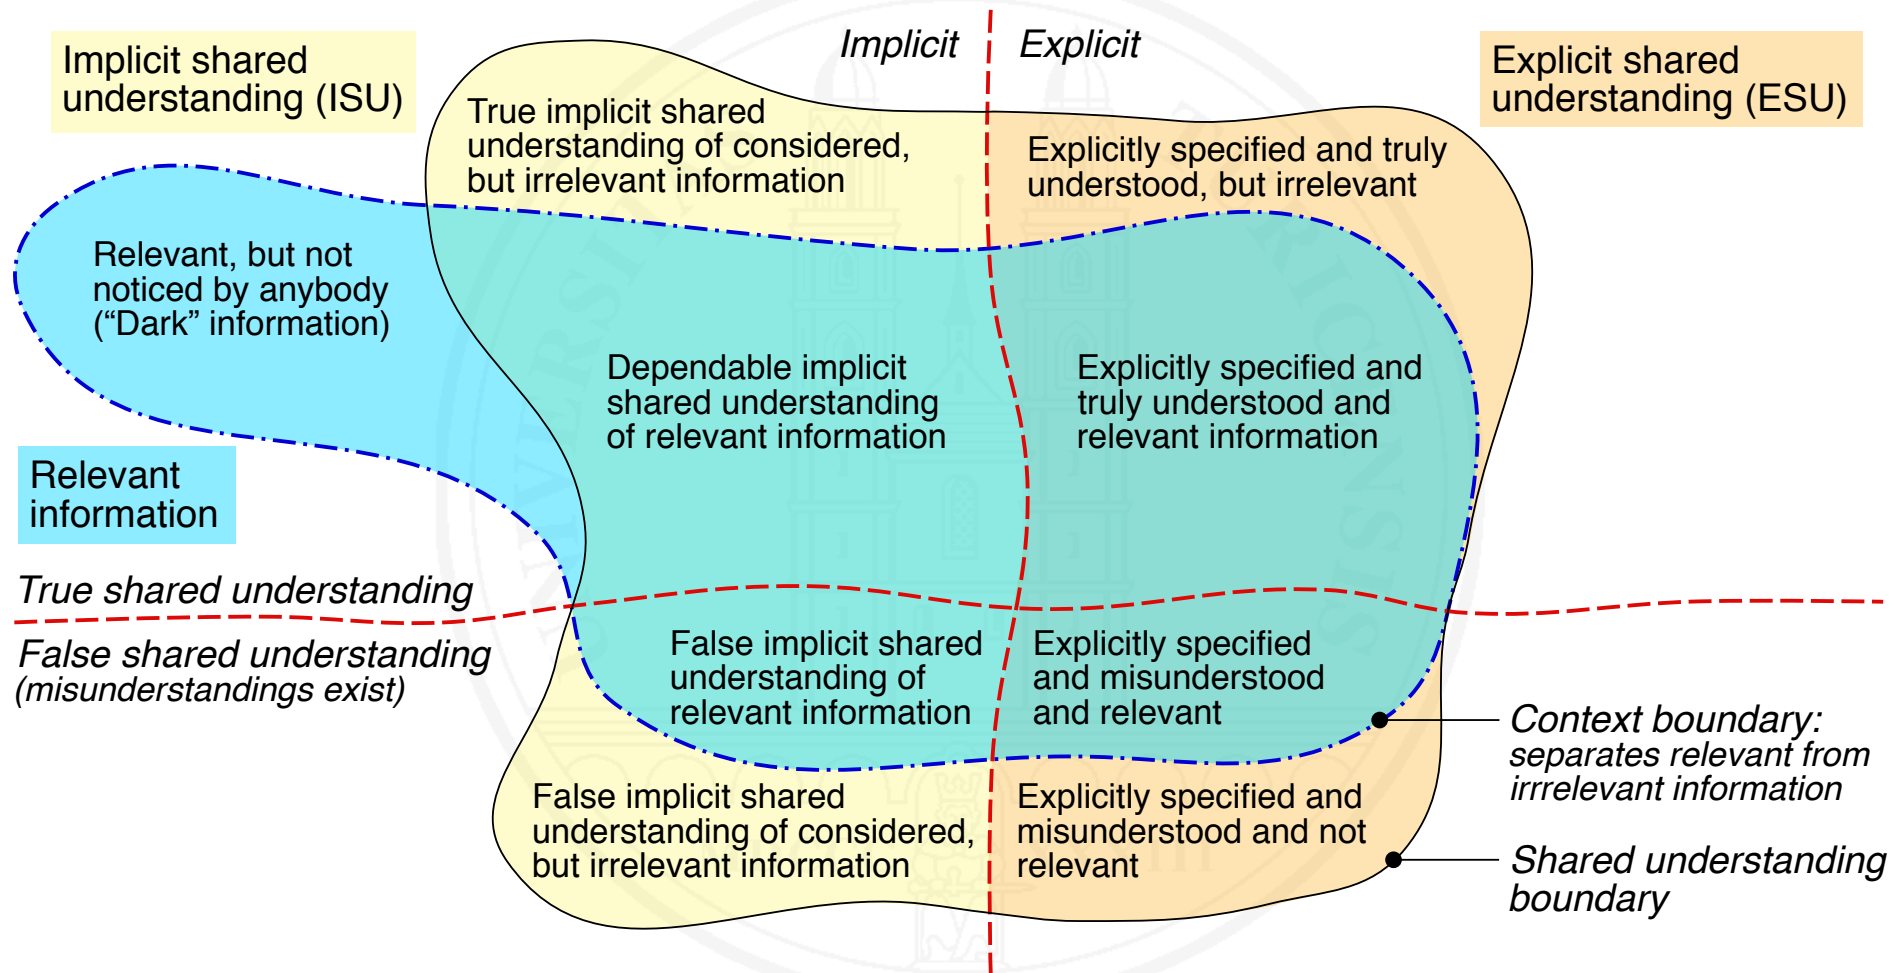 Implicit shared
understanding (ISU)
Implicit
Explicit
Explicit shared
understanding (ESU)
True implicit shared
understanding of considered,
but irrelevant information
Explicitly specified and truly
understood, but irrelevant
Relevant, but not
noticed by anybody
(“Dark” information)
Dependable implicit
shared understanding
of relevant information
Explicitly specified and
truly understood and
relevant information
Relevant
information
True shared understanding
False shared understanding
(misunderstandings exist)
False implicit shared
understanding of
relevant information
Explicitly specified
and misunderstood
and relevant
Context boundary:
separates relevant from
irrrelevant information
False implicit shared
understanding of considered,
but irrelevant information
Explicitly specified and
misunderstood and not
relevant
Shared understanding
boundary